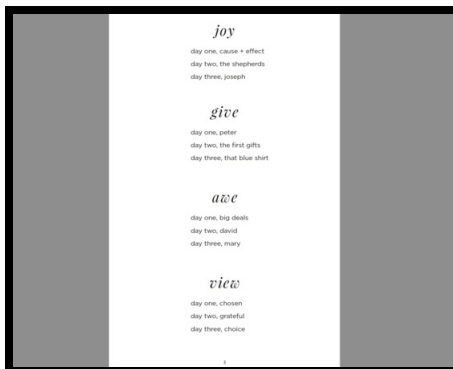 joy
day one, cause + effect
day two, the shepherds
day three, joseph
give
day one, peter
day two, the first gifts
day three, that blue shirt
awe
day one, big deals
day two, david
day three, mary
view
day one, chosen
day two, grateful
day three, choice